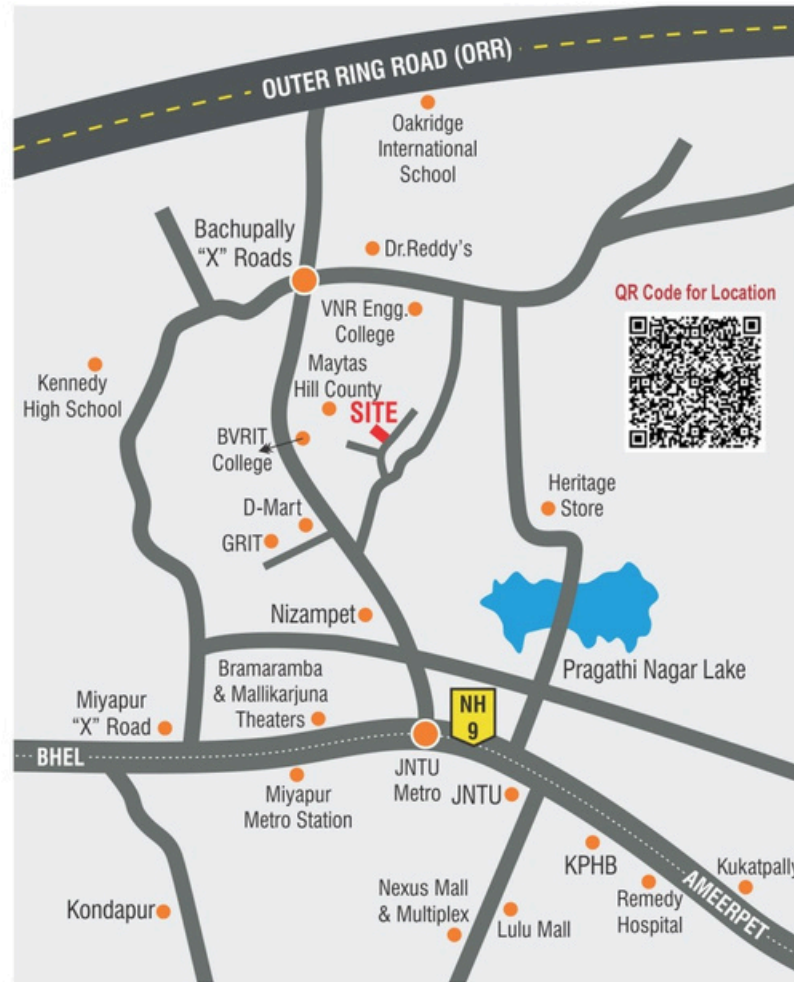 OUTER RING ROAD (ORR)
Oakridge
International
School
Bachupally
“X” Roads
Dr.Reddy’s
QR Code for Location
VNR Engg.
College
Maytas
Hill County
Kennedy
High School
SITE
BVRIT
College
Heritage
Store
D-Mart
GRIT
Nizampet
Pragathi Nagar Lake
Bramaramba
& Mallikarjuna
Theaters
Miyapur
“X” Road
NH
9
BHEL
JNTU
Metro
JNTU
Miyapur
Metro Station
KPHB
Kukatpally
AMEERPET
Remedy
Hospital
Nexus Mall
& Multiplex
Lulu Mall
Kondapur